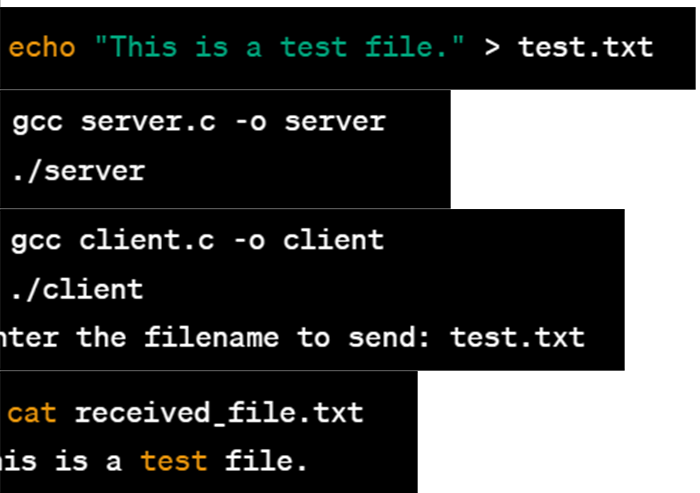 echo "This is a test file." > test.txt
gcc server.c -o server
./server
gcc client.c -o client
./client
nter the filename to send: test.txt
cat received_file.txt
is is a test file.